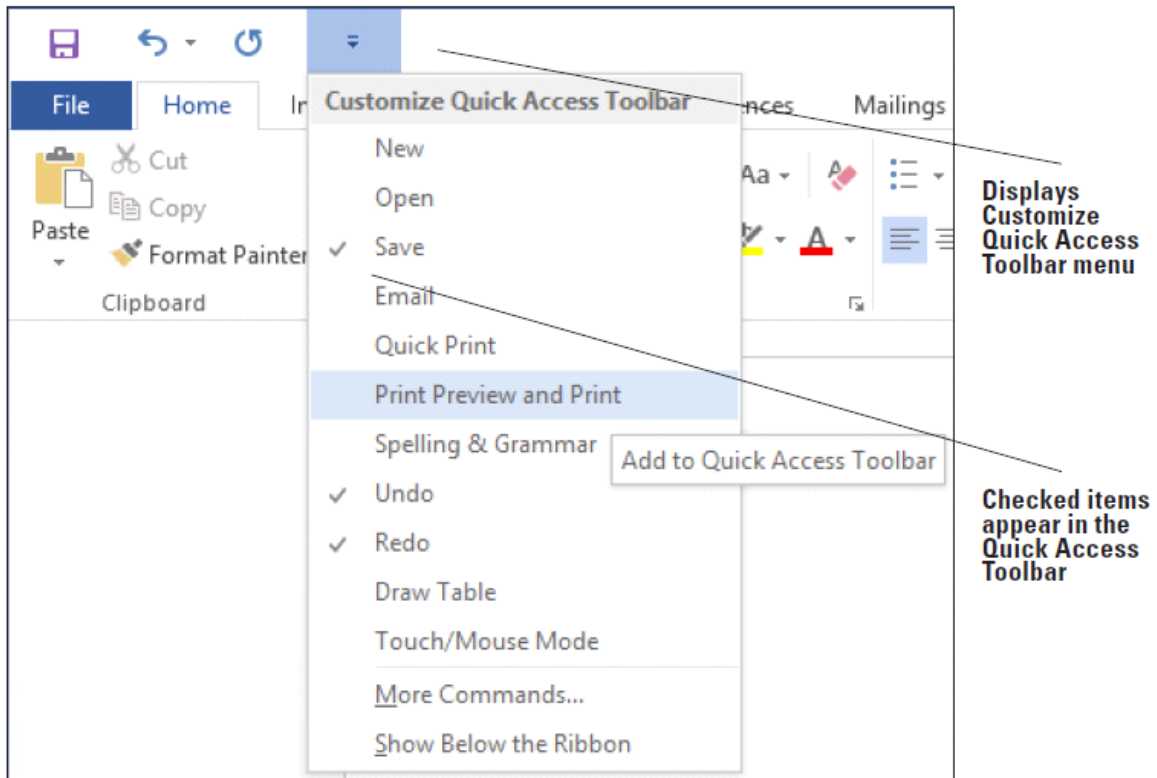 File
Home
In
Customize Quick Access Toolbar
nces
Mailings
Cut
Copy
Paste
Format Painter
Clipboard
New
Open
Save
Email
Quick Print
Print Preview and Print
Spelling & Grammar
Add to Quick Access Toolbar
Undo
Redo
Draw Table
Touch/Mouse Mode
More Commands...
Show Below the Ribbon
Aa
A
Displays
Customize
Quick Access
Toolbar menu
Checked items
appear in the
Quick Access
Toolbar